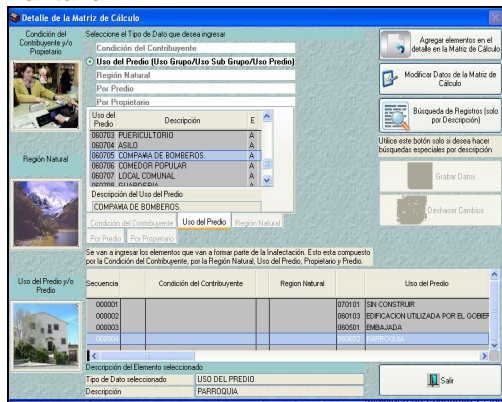 Detalle de la Matriz de Cálculo
Condición del Contribuyente y/o Propietario
Seleccione el Tipo de Dato que desea ingresar
Condición del Contribuyente
Uso del Predio (Uso Grupo/Uso Sub Grupo/Uso Predio)
Región Natural
Por Predio
Por Propietario
Uso del Predio Descripción E
060703 PUERICULTORIO A
060704 ASILO A
060705 COMPAÑIA DE BOMBEROS. A
060706 COMEDOR POPULAR A
060707 LOCAL COMUNAL A
060708 GUARDERIA A
Descripción del Uso del Predio
COMPAÑIA DE BOMBEROS.
Condición del Contribuyente Uso del Predio Región Natural
Por Predio Por Propietario
Agregar elementos en el detalle en la Matriz de Cálculo
Modificar Datos de la Matriz de Cálculo
Búsqueda de Registros (solo por Descripción)
Utilice este botón solo si desea hacer búsquedas especiales por descripción
Grabar Datos
Deshacer Cambios
Región Natural
Se van a ingresar los elementos que van a formar parte de la Inafectación. Esto esta compuesto
por la Condición del Contribuyente, por la Región Natural, Uso del Predio, Propietario y Predio.
Uso del Predio y/o Predio
Secuencia Condición del Contribuyente Region Natural Uso del Predio
000001 070101 SIN CONSTRUIR
000002 060103 EDIFICACION UTILIZADA POR EL GOBIER
000003 060501 EMBAJADA
000004 060602 PARROQUIA
Descripción del Elemento seleccionado
Tipo de Dato seleccionado USO DEL PREDIO
Descripción PARROQUIA
Salir